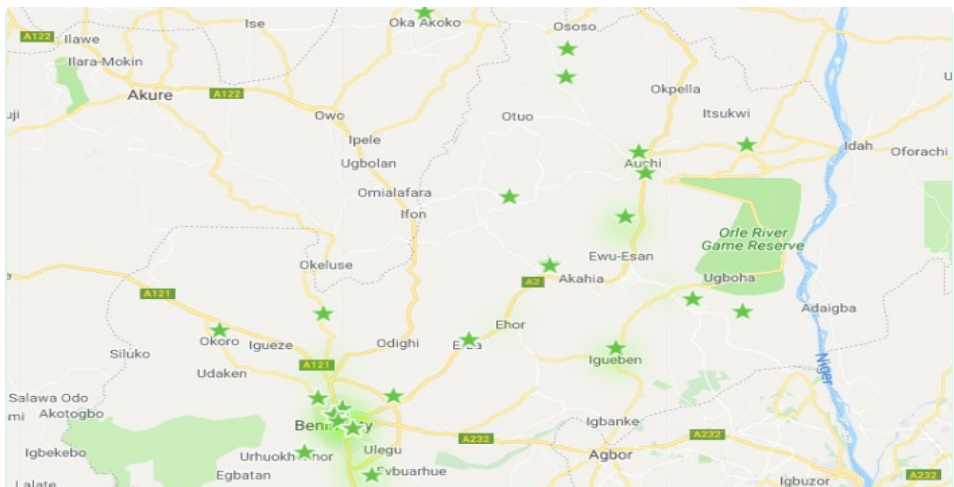 Oka Akoko
Ise
Ososo
A122
Ilawe
Ilara-Mokin
Okpella
Akure
A122
Itsukwi
Owo
Otuo
uji
Ipele
Idah
Oforachi
Ugbolan
Auchi
Omialafara
Ifon
Orle River
Game Reserve
Ewu-Esan
Okeluse
Akahia
Ugboha
A2
A121
Adaigba
Ehor
Okoro
Igueze
Odighi
Siluko
A121
Igueben
Niger
Udaken
Salawa Odo
Akotogbo
Igbanke
A232
A232
Igbekebo
Urhuokh
Ulegu
Agbor
Egbatan
Evbuarhue
Lalate
Igbuzor
A232